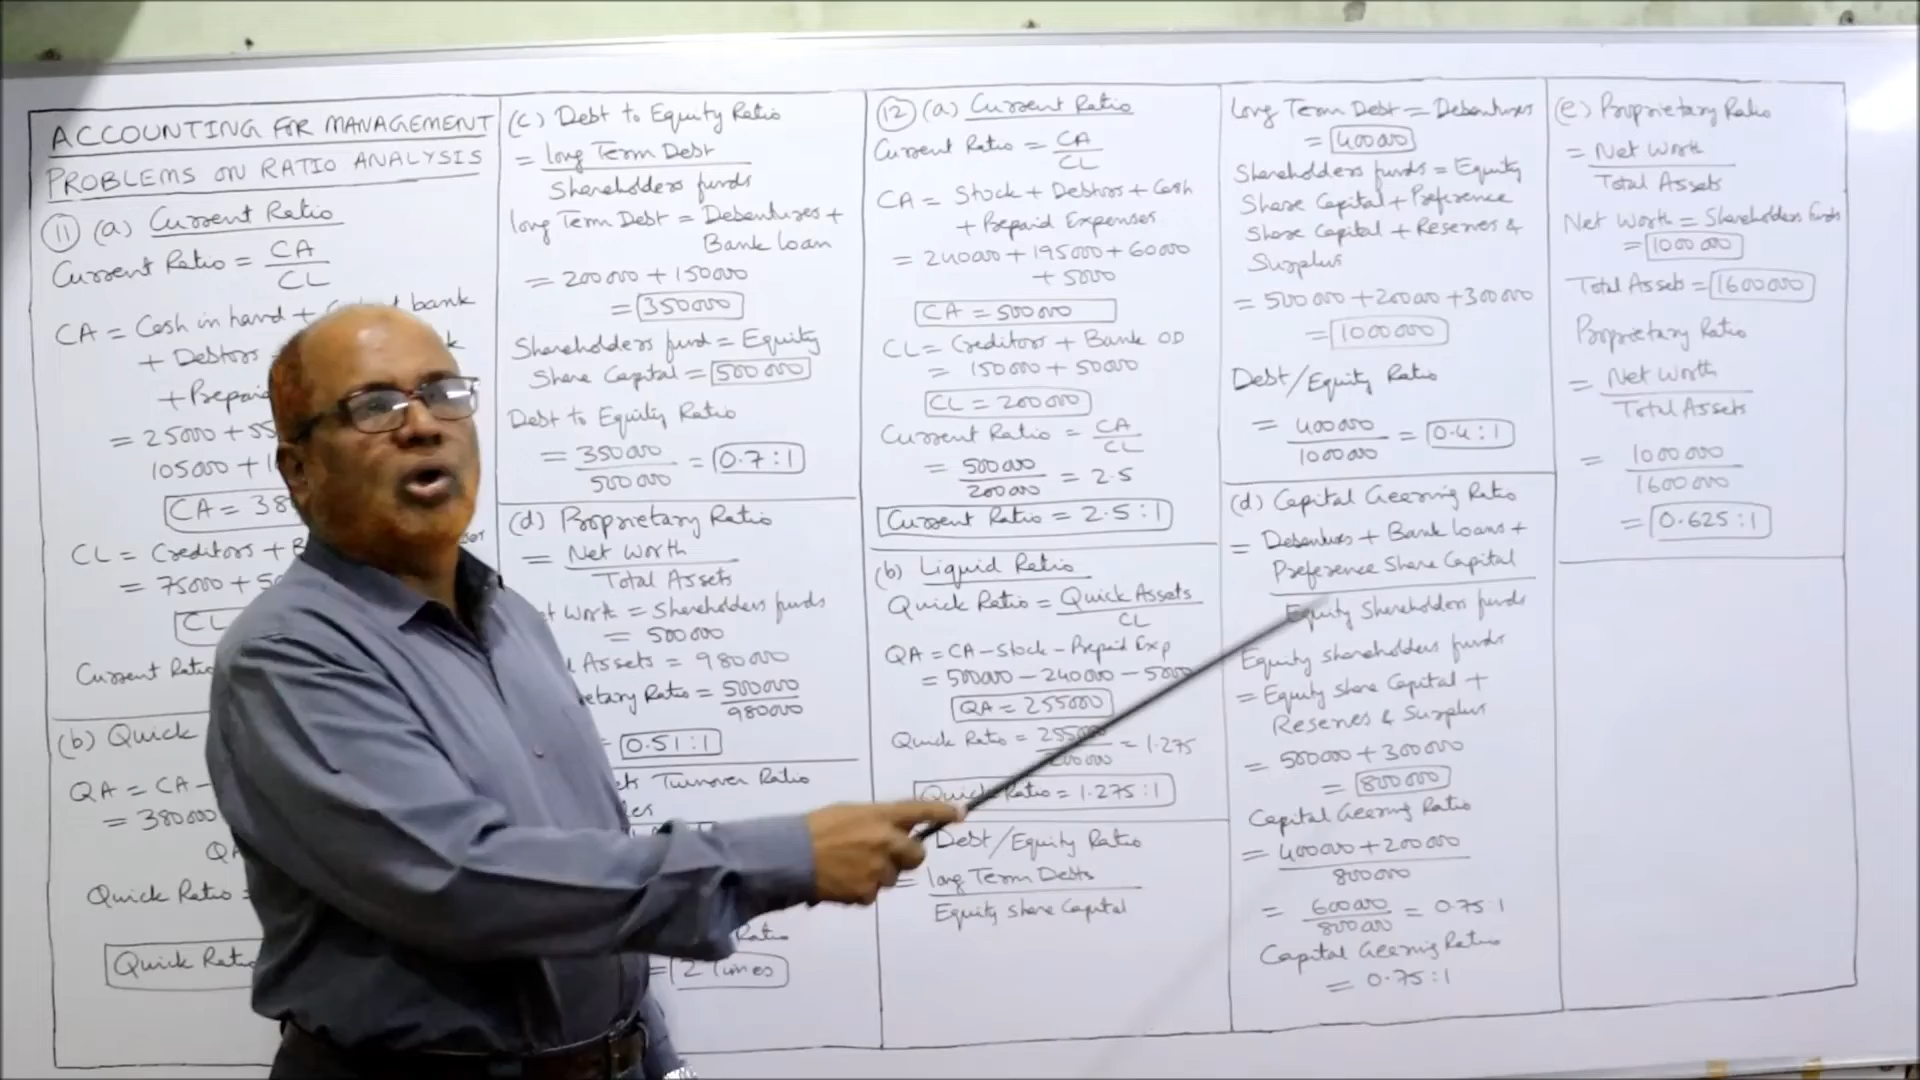 ACCOUNTING FOR MANAGEMENT
PROBLEMS ON RATIO ANALYSIS
11 (a) Current Ratio
Current Ratio = CA
CL
CA = Cash in hand + bank
+ Debtors
+ Prepaid
= 25000 +
105000 +
CA = 38
CL = Creditors +
= 75000 +
CL
Current Ratio
(b) Quick
QA = CA -
= 380000
QA
Quick Ratio =
Quick Ratio
(c) Debt to Equity Ratio
= long Term Debt
Shareholders funds
long Term Debt = Debentures +
Bank loan
= 200000 + 150000
= 350000
Shareholders fund = Equity
Share Capital = 500000
Debt to Equity Ratio
= 350000 = 0.7:1
500000
(d) Proprietary Ratio
= Net Worth
Total Assets
Worth = Shareholders funds
= 500000
Assets = 980000
Ratio = 500000
980000
0.51:1
Turnover Ratio
Ratio
= 2 Times
12 (a) Current Ratio
Current Ratio = CA
CL
CA = Stock + Debtors + Cash
+ Prepaid Expenses
= 240000 + 195000 + 60000
+ 5000
CA = 500000
CL = Creditors + Bank OD
= 150000 + 50000
CL = 200000
Current Ratio = CA
CL
= 500000 = 2.5
200000
Current Ratio = 2.5:1
(b) Liquid Ratio
Quick Ratio = Quick Assets
CL
QA = CA - Stock - Prepaid Exp
= 500000 - 240000 - 5000
QA = 255000
Quick Ratio = 255000 = 1.275
200000
Quick Ratio = 1.275:1
Debt/Equity Ratio
= long Term Debts
Equity Share Capital
long Term Debt = Debentures
= 400000
Shareholders funds = Equity
Share Capital + Preference
Share Capital + Reserves &
Surplus
= 500000 + 200000 + 300000
= 1000000
Debt/Equity Ratio
= 400000 = 0.4:1
1000000
(d) Capital Geering Ratio
= Debentures + Bank loans +
Preference Share Capital
Equity Shareholders funds
Equity shareholders funds
= Equity share Capital +
Reserves & Surplus
= 500000 + 300000
= 800000
Capital Geering Ratio
= 400000 + 200000
800000
= 600000 = 0.75:1
800000
Capital Geering Ratio
= 0.75:1
(e) Proprietary Ratio
= Net Worth
Total Assets
Net Worth = Shareholders funds
= 1000000
Total Assets = 1600000
Proprietary Ratio
= Net Worth
Total Assets
= 1000000
1600000
= 0.625:1